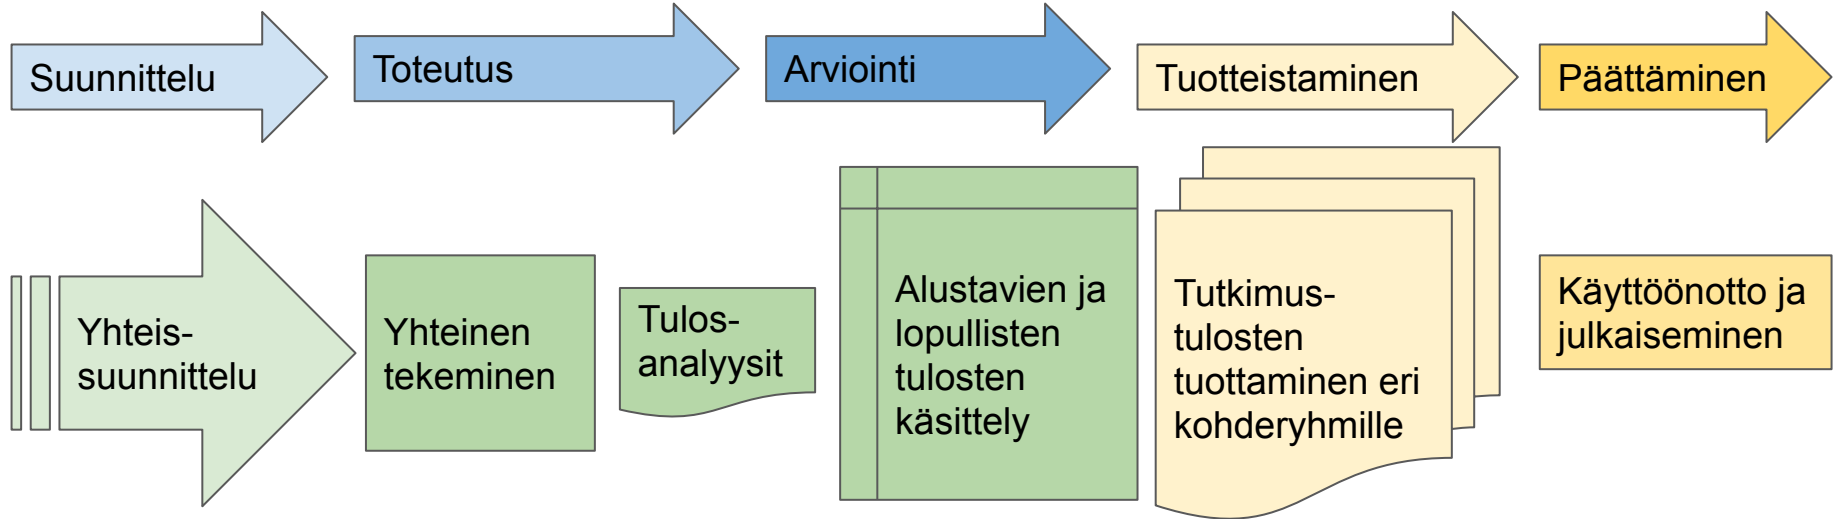 Suunnittelu
Toteutus
Arviointi
Tuotteistaminen
Päättäminen
Yhteis-
suunnittelu
Yhteinen
tekeminen
Tulos-
analyysit
Alustavien ja
lopullisten
tulosten
käsittely
Tutkimus-
tulosten
tuottaminen eri
kohderyhmille
Käyttöönotto ja
julkaiseminen